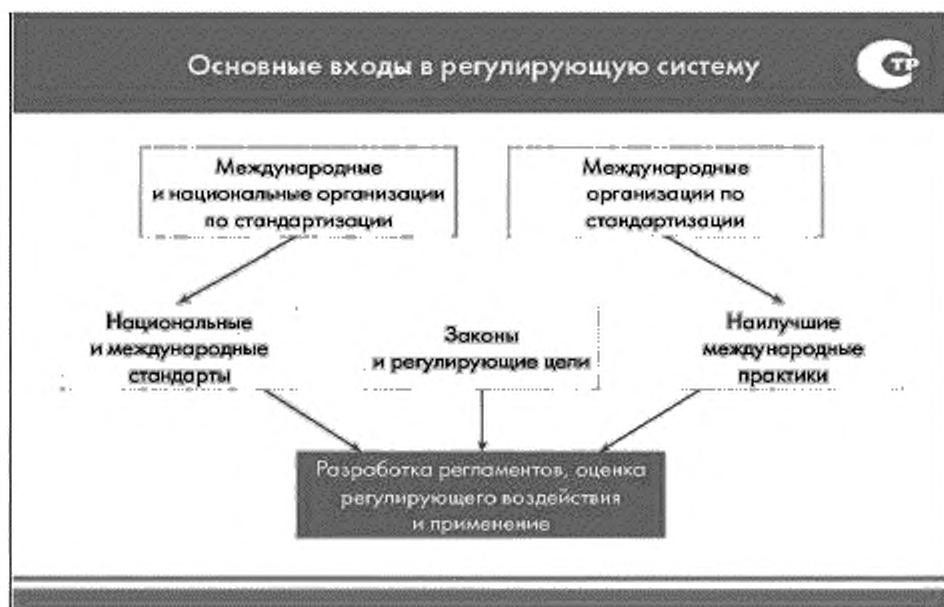 Основные входы в регулирующую систему
СТР
Международные
и национальные организации
по стандартизации
Международные
организации по
стандартизации
Национальные
и международные
стандарты
Законы
и регулирующие цели
Наилучшие
международные
практики
Разработка регламентов, оценка
регулирующего воздействия
и применение